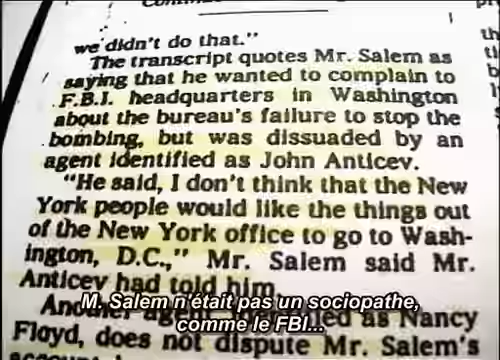 we didn't do that."
The transcript quotes Mr. Salem as
saying that he wanted to complain to
F.B.I. headquarters in Washington
about the bureau's failure to stop the
bombing, but was dissuaded by an
agent identified as John Anticev.
"He said, I don't think that the New
York people would like the things out
of the New York office to go to Wash-
ington, D.C.," Mr. Salem said Mr.
Anticev had told him.
M. Salem n'était pas un sociopathe,
Another agent, identified as Nancy
comme le FBI...
Floyd, does not dispute Mr. Salem's